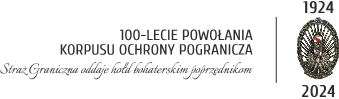 100-LECIE POWOŁANIA
KORPUSU OCHRONY POGRANICZA
Straż Graniczna oddaje hołd bohaterskim poprzednikom
1924
2024